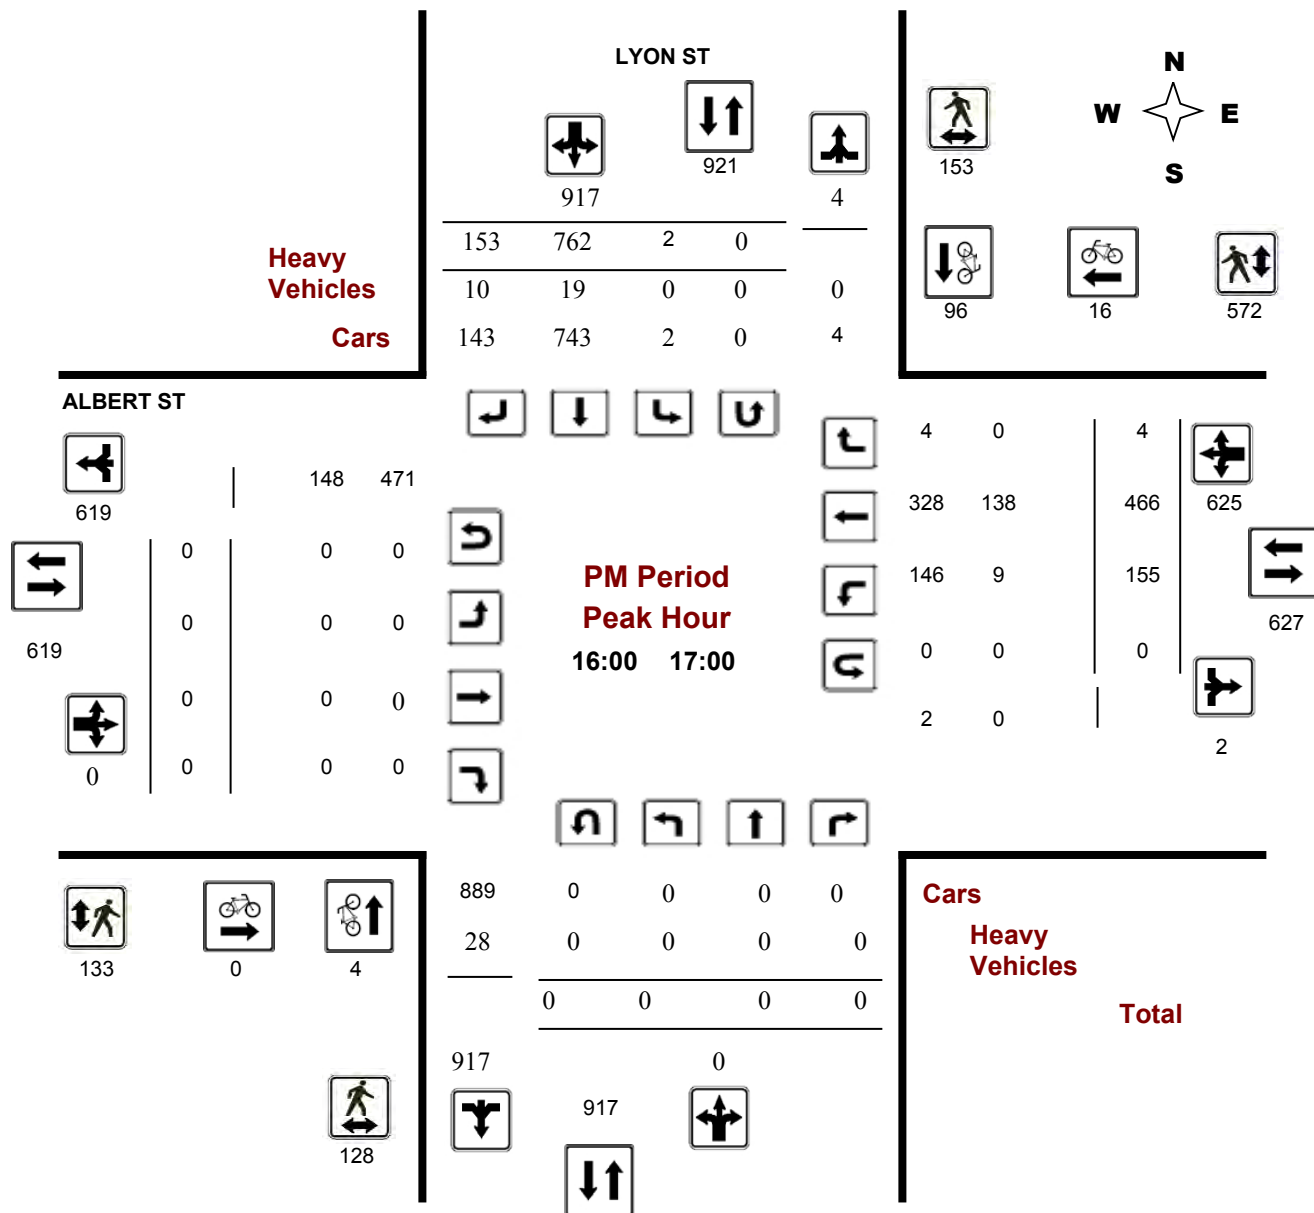 LYON ST
N
W E
S
921
153
917 4
153 762 2 0
Heavy
Vehicles
10 19 0 0 0
96 16 572
Cars
143 743 2 0 4
ALBERT ST
4 0 4
148 471
619
328 138 466 625
0 0 0
PM Period
146 9 155
0 0 0
Peak Hour
627
619
16:00 17:00
0 0 0
0 0 0
2 0
2
0
0 0 0
889 0 0 0 0
Cars
28 0 0 0 0
Heavy
Vehicles
133 0 4
0 0 0 0
Total
917 0
917
128